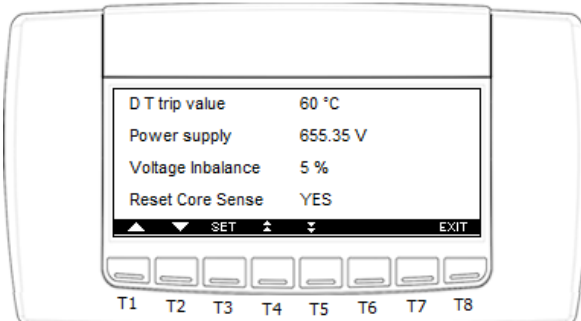 D T trip value 60 °C
Power supply 655.35 V
Voltage Inbalance 5 %
Reset Core Sense YES
SET EXIT
T1 T2 T3 T4 T5 T6 T7 T8